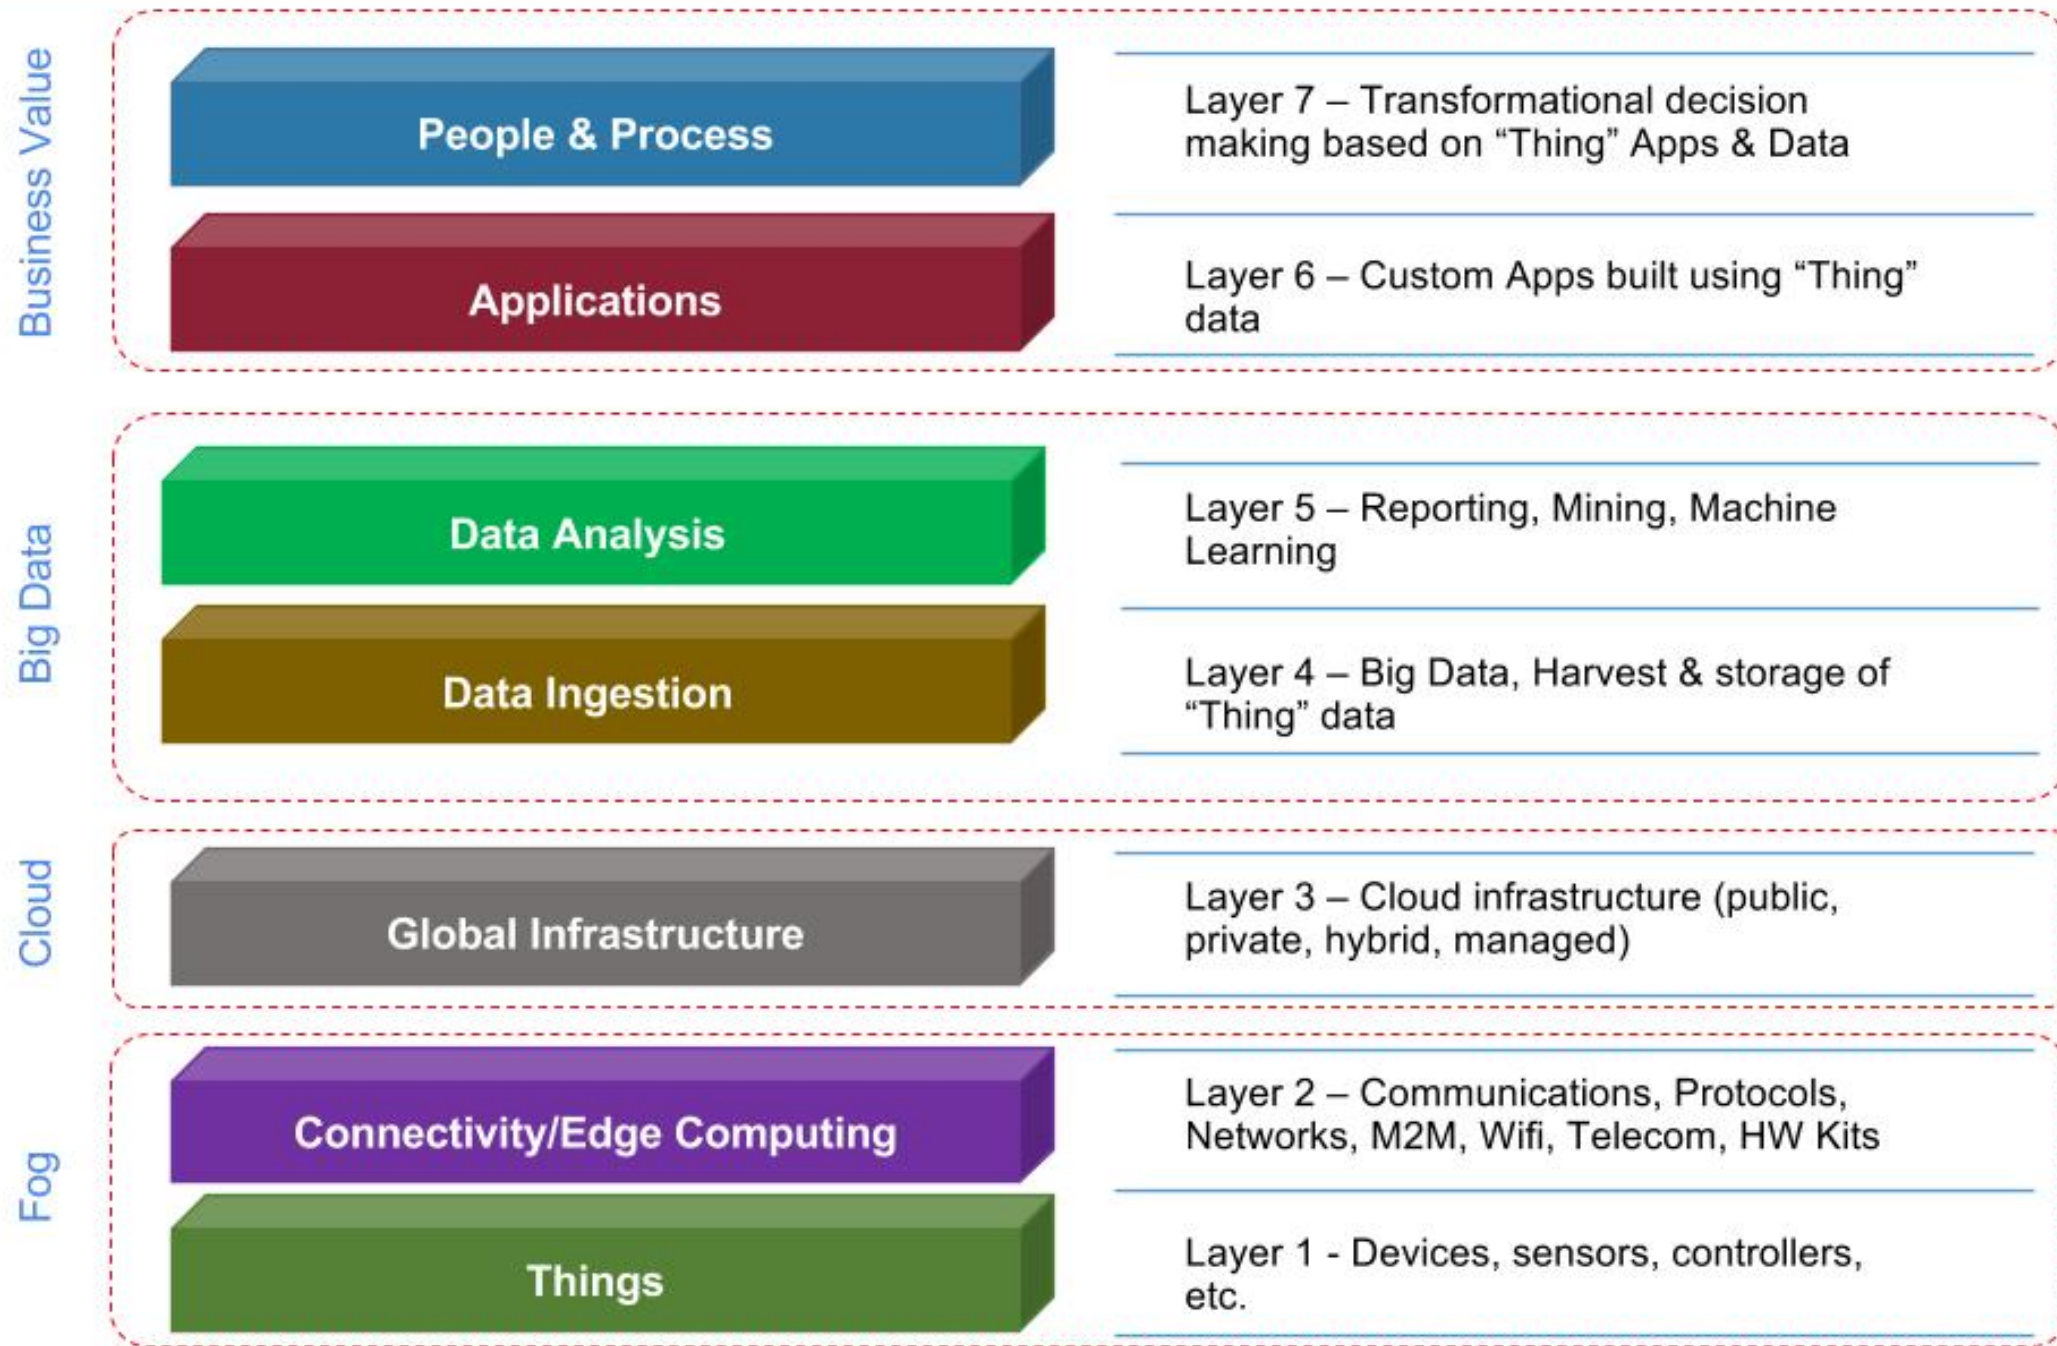 Business Value
People & Process
Layer 7 – Transformational decision
making based on “Thing” Apps & Data
Applications
Layer 6 – Custom Apps built using “Thing”
data
Big Data
Data Analysis
Layer 5 – Reporting, Mining, Machine
Learning
Data Ingestion
Layer 4 – Big Data, Harvest & storage of
“Thing” data
Cloud
Global Infrastructure
Layer 3 – Cloud infrastructure (public,
private, hybrid, managed)
Fog
Connectivity/Edge Computing
Layer 2 – Communications, Protocols,
Networks, M2M, Wifi, Telecom, HW Kits
Things
Layer 1 - Devices, sensors, controllers,
etc.